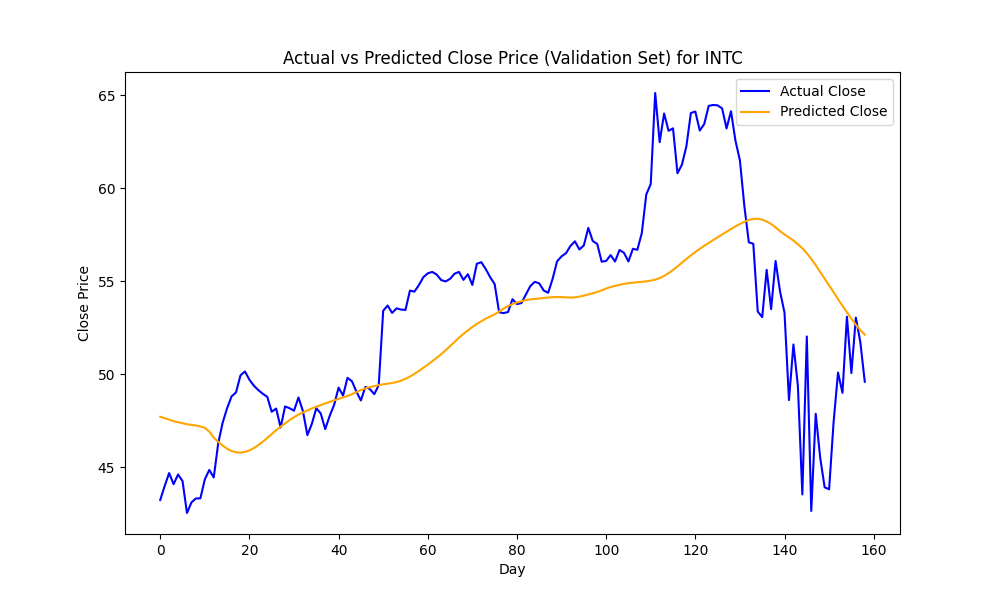 Actual vs Predicted Close Price (Validation Set) for INTC
Actual Close
Predicted Close
Close Price
65
60
55
50
45
0 20 40 60 80 100 120 140 160
Day